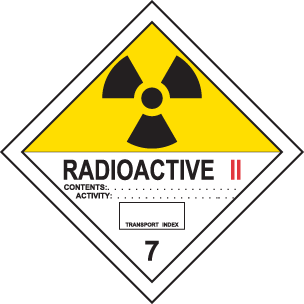 RADIOACTIVE II
CONTENTS:. . . . . . . . . . . . . . . . . . .
ACTIVITY: . . . . . . . . . . . . . . . . ... .
TRANSPORT INDEX
7